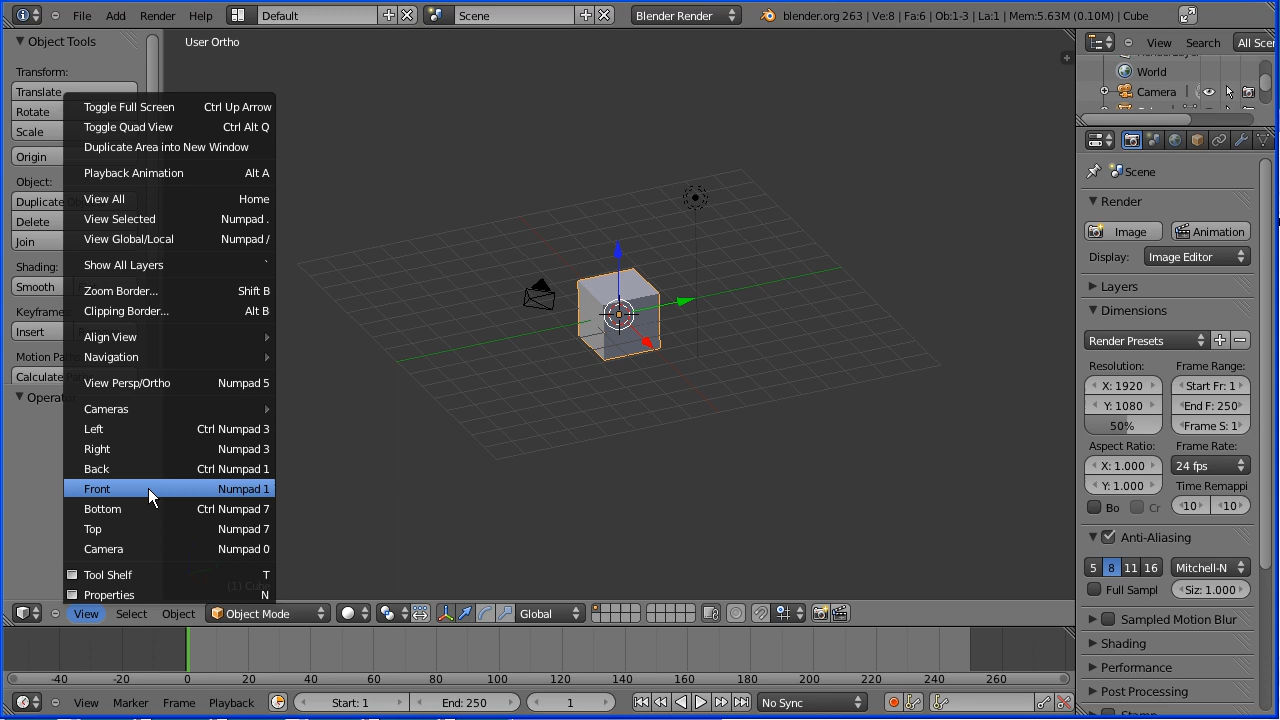 File Add Render Help Default Scene Blender Render blender.org 263 | Ve:8 | Fa:6 | Ob:1-3 | La:1 | Mem:5.63M (0.10M) | Cube
Object Tools
Transform:
Translate
Rotate
Scale
Origin
Object:
Delete
Join
Shading:
Smooth
Insert
User Ortho
Toggle Full Screen Ctrl Up Arrow
Toggle Quad View Ctrl Alt Q
Duplicate Area into New Window
Playback Animation Alt A
View All Home
View Selected Numpad .
View Global/Local Numpad /
Show All Layers `
Zoom Border... Shift B
Clipping Border... Alt B
Align View
Navigation
View Persp/Ortho Numpad 5
Cameras
Left Ctrl Numpad 3
Right Numpad 3
Back Ctrl Numpad 1
Front Numpad 1
Bottom Ctrl Numpad 7
Top Numpad 7
Camera Numpad 0
Tool Shelf T
Properties N
View Select Object Object Mode Global
-40 -20 0 20 40 60 80 100 120 140 160 180 200 220 240 260
View Marker Frame Playback Start: 1 End: 250 1 No Sync
View Search All Sce
World
Camera
Scene
Render
Image Animation
Display: Image Editor
Layers
Dimensions
Render Presets
Resolution: Frame Range:
X: 1920 Start Fr: 1
Y: 1080 End F: 250
50% Frame S: 1
Aspect Ratio: Frame Rate:
X: 1.000 24 fps
Y: 1.000 Time Remappi
Bo Cr 10 10
Anti-Aliasing
5 8 11 16 Mitchell-N
Full Sampl Siz: 1.000
Sampled Motion Blur
Shading
Performance
Post Processing